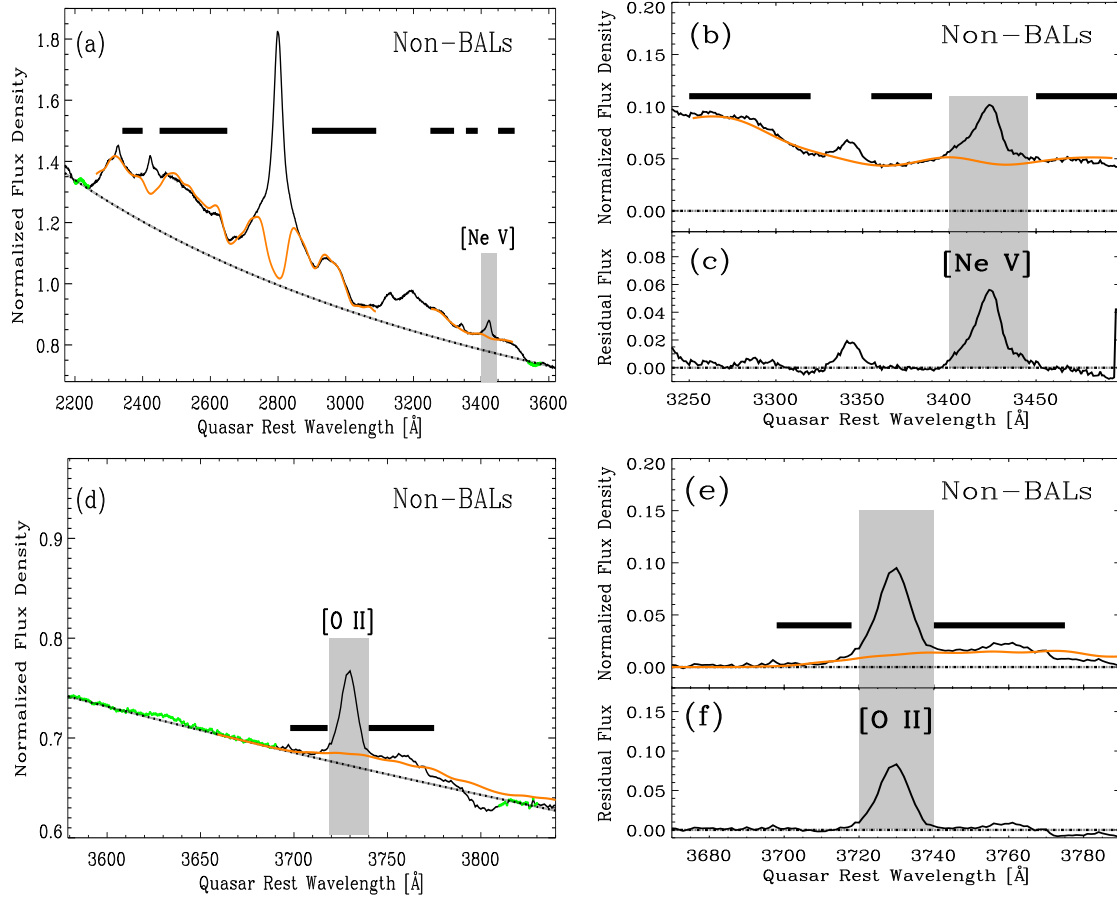 (a)
Non-BALs
[Ne V]
1.8
1.6
1.4
1.2
1.0
0.8
Normalized Flux Density
2200 2400 2600 2800 3000 3200 3400 3600
Quasar Rest Wavelength [Å]
(b)
Non-BALs
0.20
0.15
0.10
0.05
0.00
Normalized Flux Density
(c)
[Ne V]
0.08
0.06
0.04
0.02
0.00
Residual Flux
3250 3300 3350 3400 3450
Quasar Rest Wavelength [Å]
(d)
Non-BALs
[O II]
0.9
0.8
0.7
0.6
Normalized Flux Density
3600 3650 3700 3750 3800
Quasar Rest Wavelength [Å]
(e)
Non-BALs
0.20
0.15
0.10
0.05
0.00
Normalized Flux Density
(f)
[O II]
0.15
0.10
0.05
0.00
Residual Flux
3680 3700 3720 3740 3760 3780
Quasar Rest Wavelength [Å]